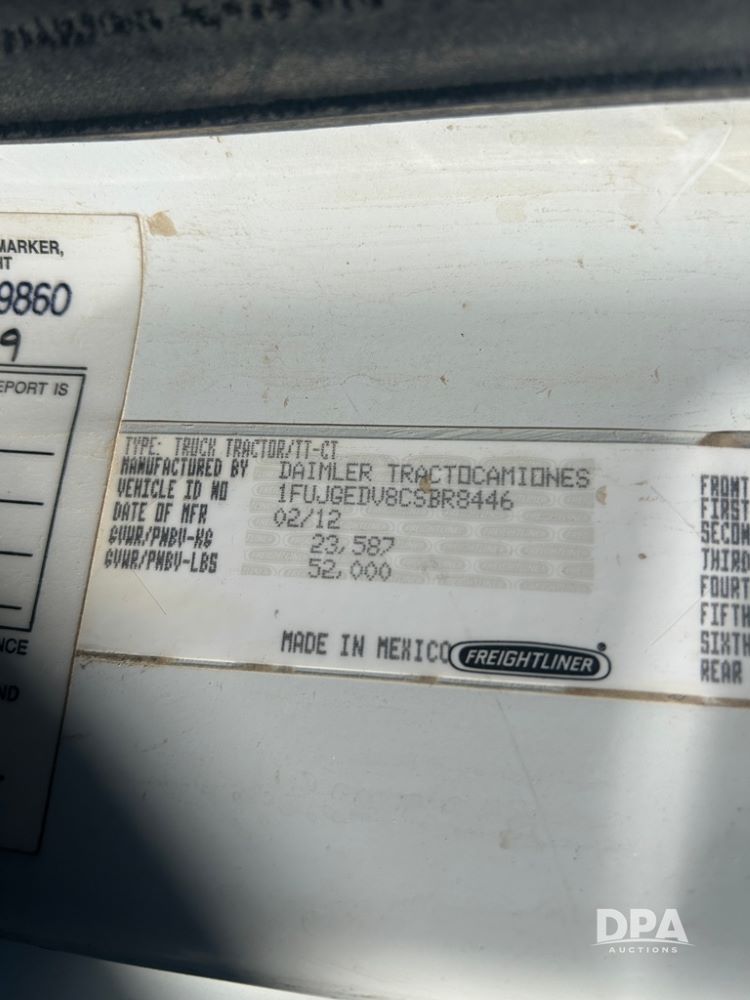 MARKER,
9860
9
EPORT IS
TYPE: TRUCK TRACTOR/TT-CT
MANUFACTURED BY DAIMLER TRACTOCAMIONES
VEHICLE ID NO 1FUJGEDV8CSBR8446
DATE OF MFR 02/12
GVWR/PNBV-KG 23,587
GVWR/PNBV-LBS 52,000
MADE IN MEXICO FREIGHTLINER
FRONT
FIRST
SECON
THIRD
FOURT
FIFTH
SIXTH
REAR
NCE
ND
DPA
AUCTIONS